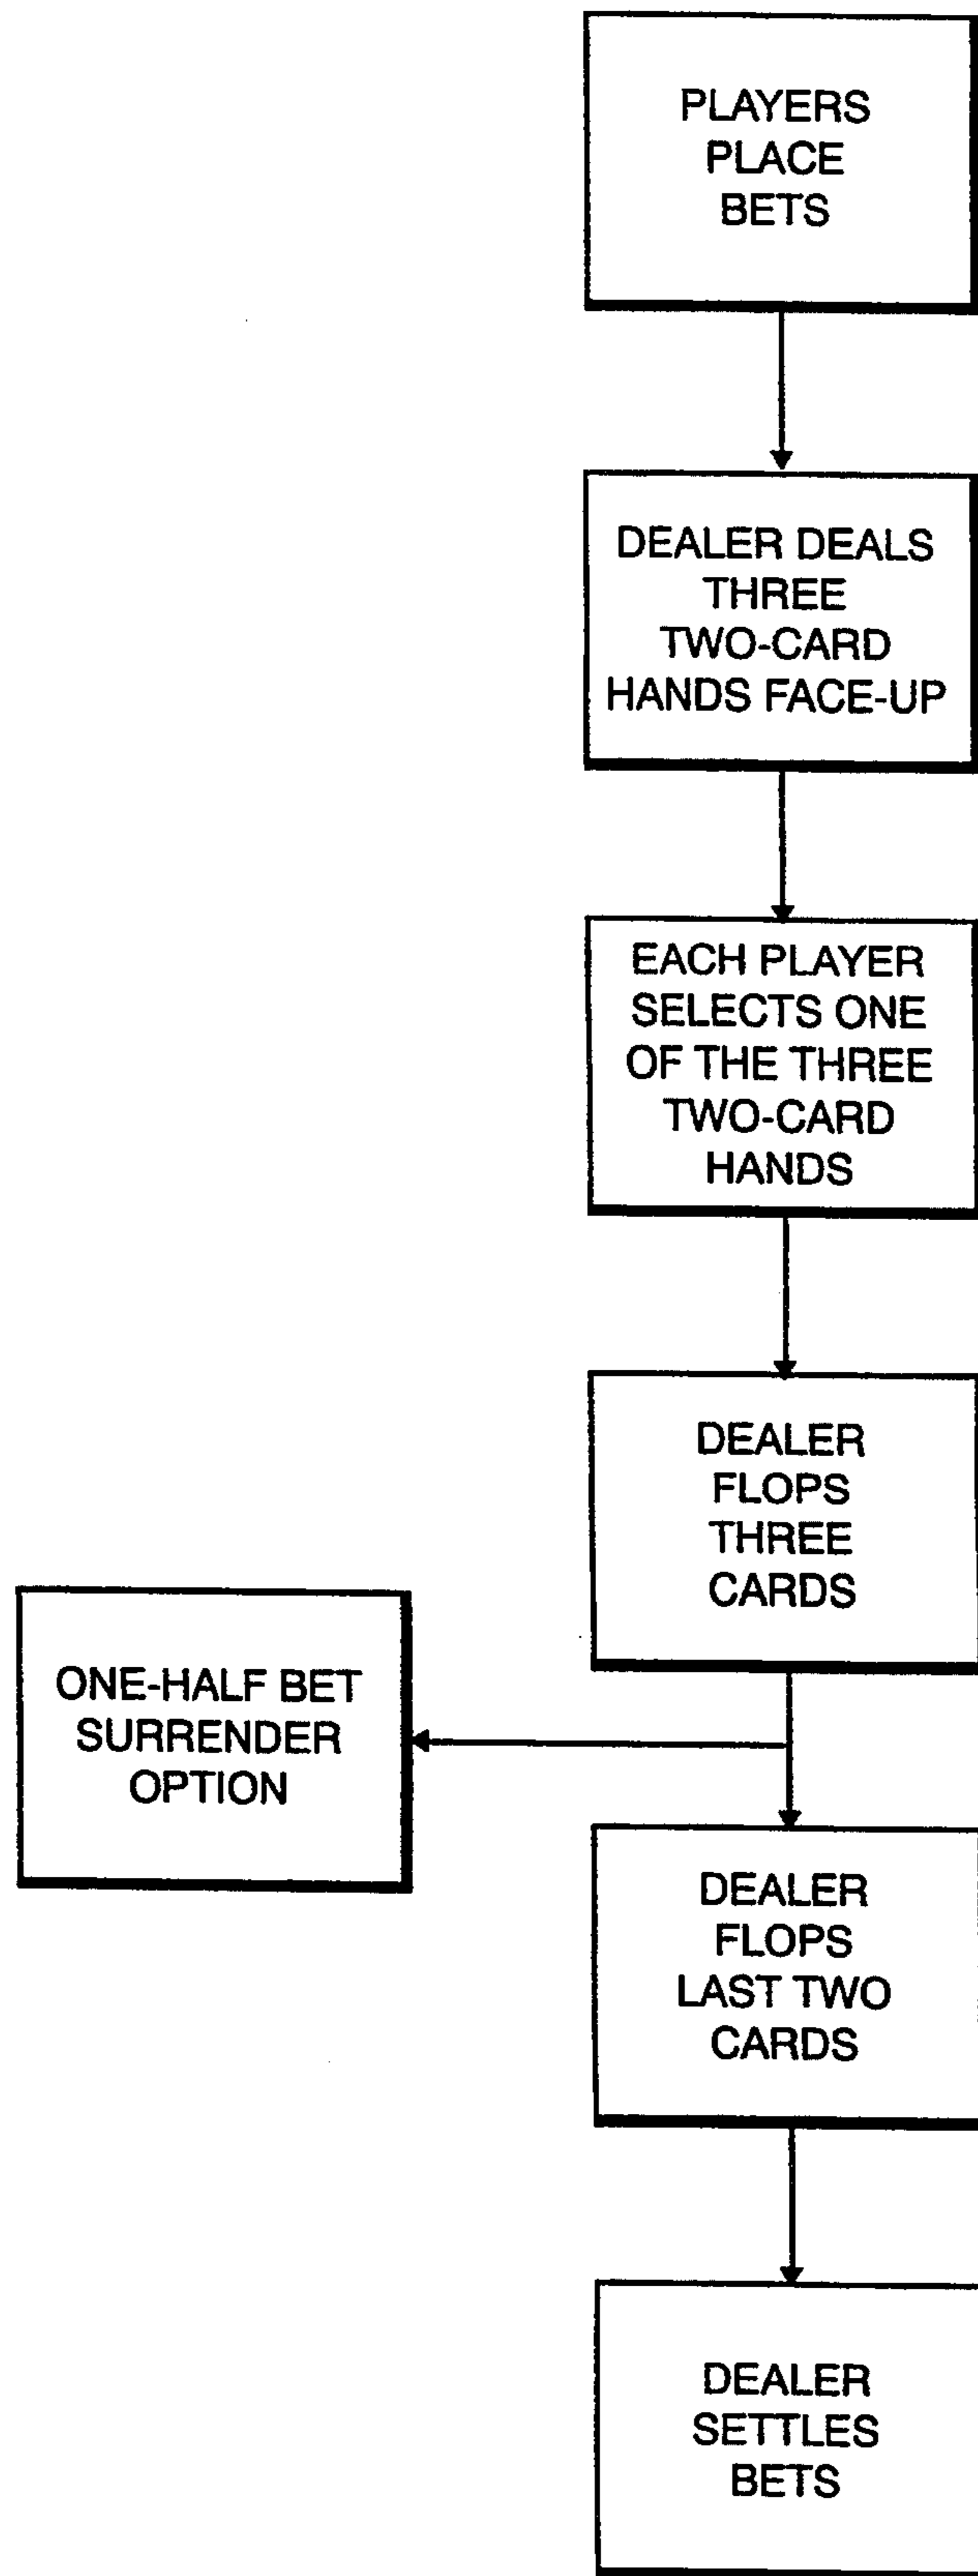 PLAYERS
PLACE
BETS
DEALER DEALS
THREE
TWO-CARD
HANDS FACE-UP
EACH PLAYER
SELECTS ONE
OF THE THREE
TWO-CARD
HANDS
DEALER
FLOPS
THREE
CARDS
ONE-HALF BET
SURRENDER
OPTION
DEALER
FLOPS
LAST TWO
CARDS
DEALER
SETTLES
BETS